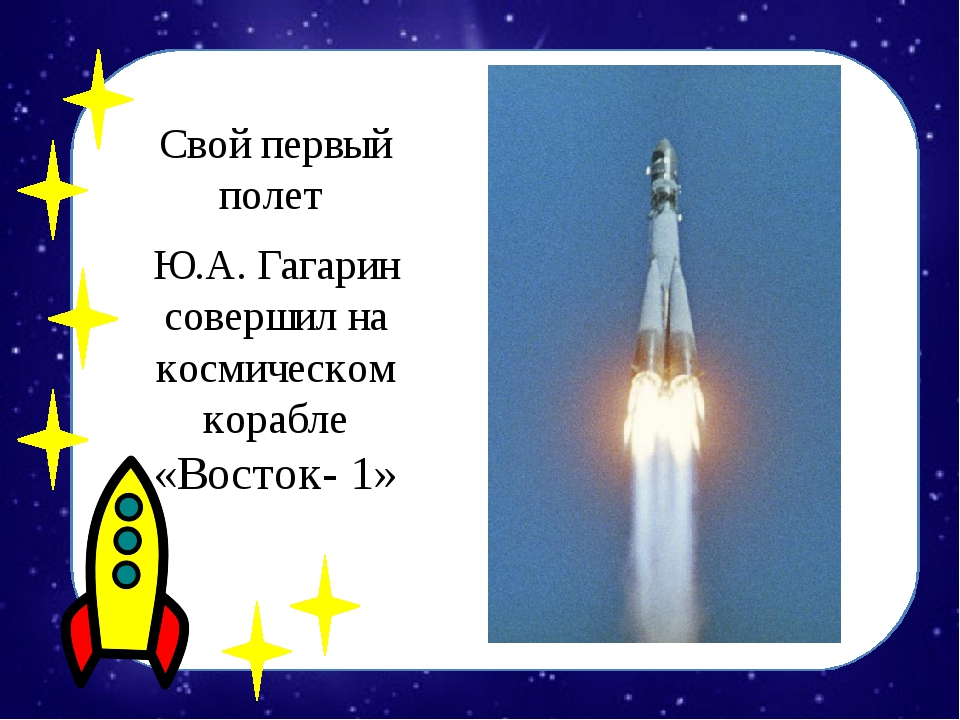 Свой первый
полет
Ю.А. Гагарин
совершил на
космическом
корабле
«Восток- 1»